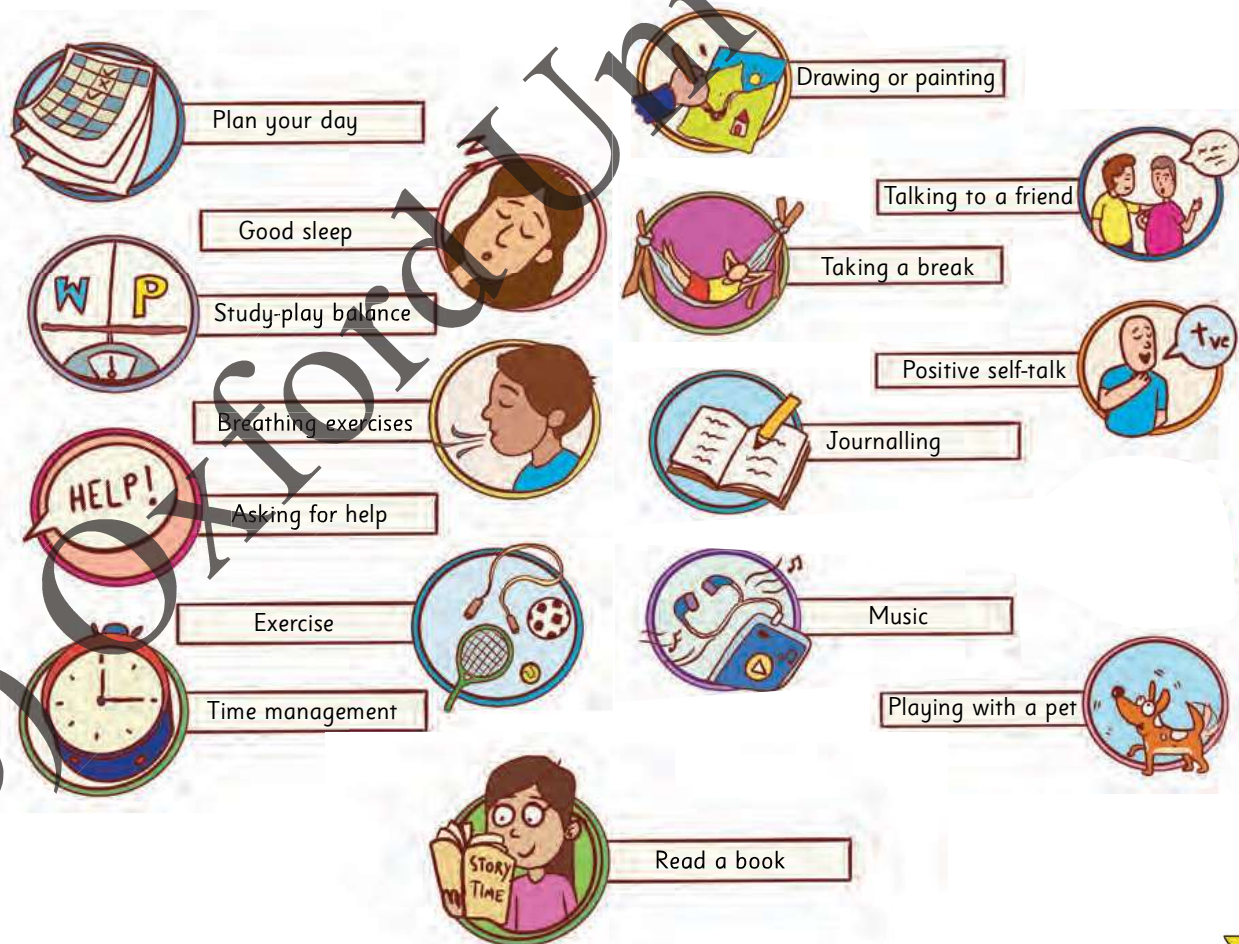 Plan your day
Good sleep
W P
Study-play balance
Breathing exercises
HELP!
Asking for help
Exercise
Time management
Drawing or painting
Talking to a friend
Taking a break
+ve
Positive self-talk
Journalling
Music
Playing with a pet
STORY
TIME
Read a book
Oxford Uni